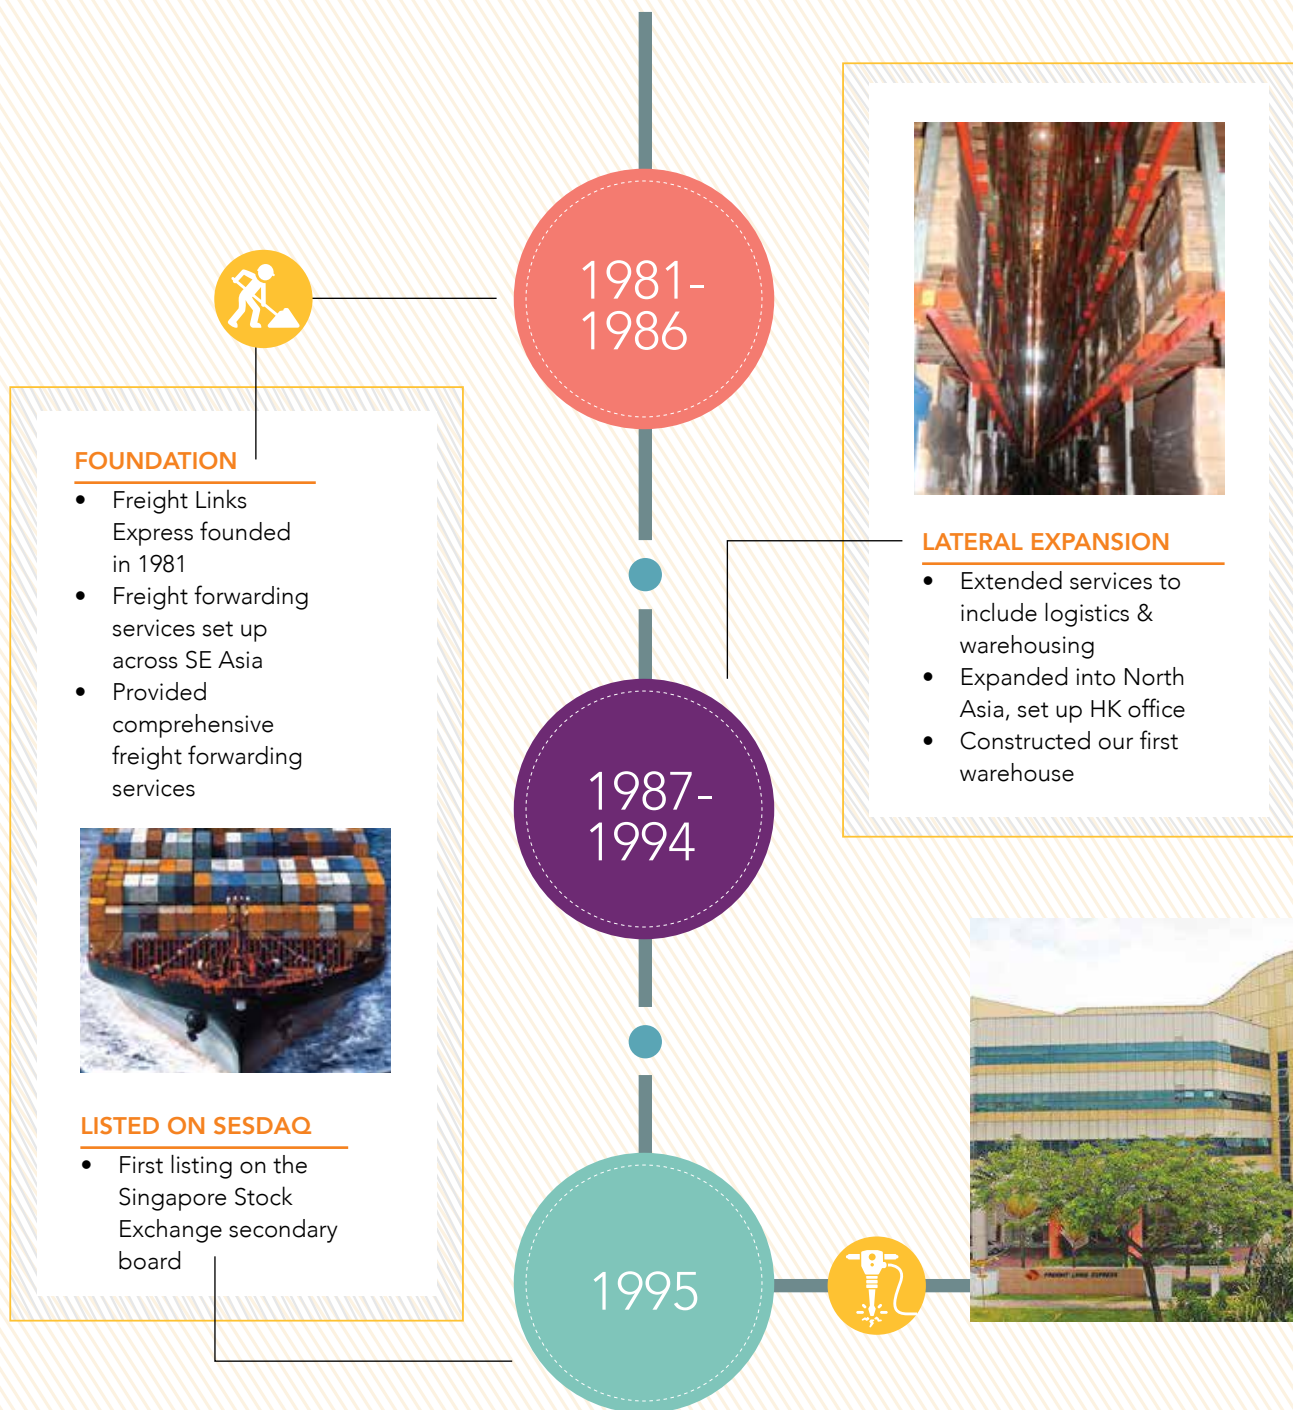 1981-
1986
FOUNDATION
• Freight Links
Express founded
in 1981
• Freight forwarding
services set up
across SE Asia
• Provided
comprehensive
freight forwarding
services
LATERAL EXPANSION
• Extended services to
include logistics &
warehousing
• Expanded into North
Asia, set up HK office
• Constructed our first
warehouse
1987-
1994
LISTED ON SESDAQ
• First listing on the
Singapore Stock
Exchange secondary
board
1995
FREIGHT LINKS EXPRESS